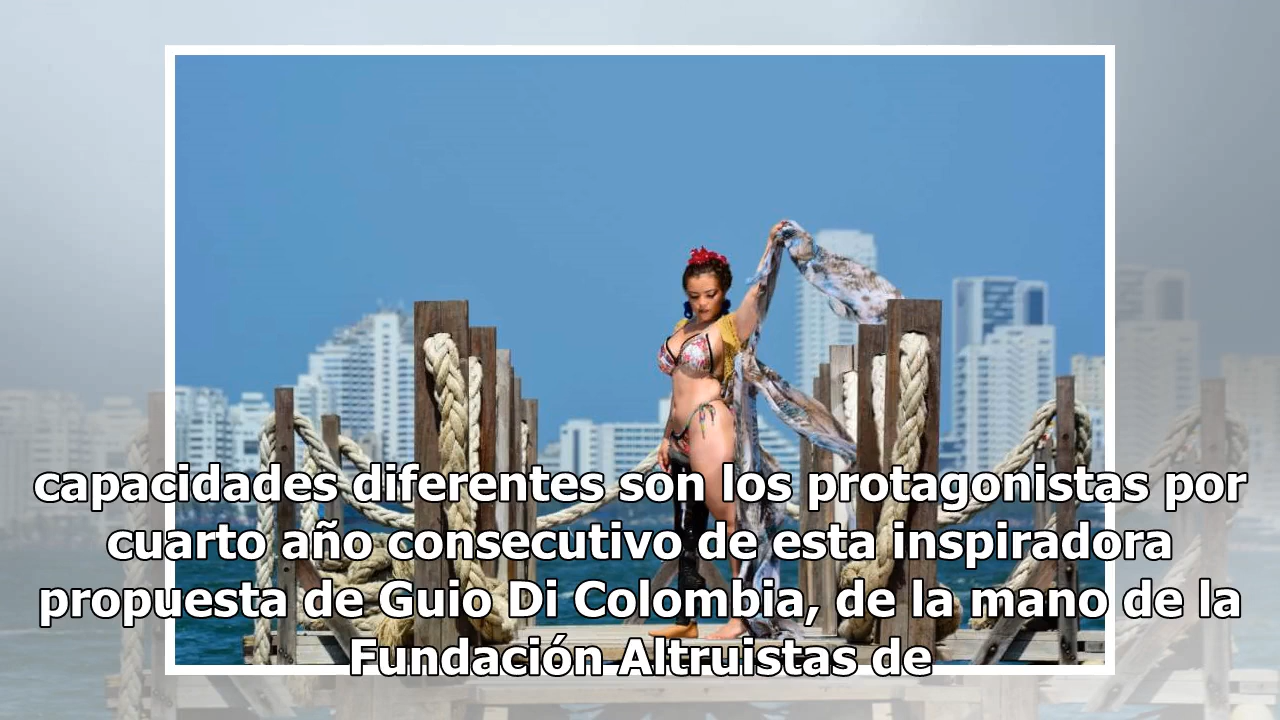 capacidades diferentes son los protagonistas por
cuarto año consecutivo de esta inspiradora
propuesta de Guio Di Colombia, de la mano de la
Fundación Altruistas de